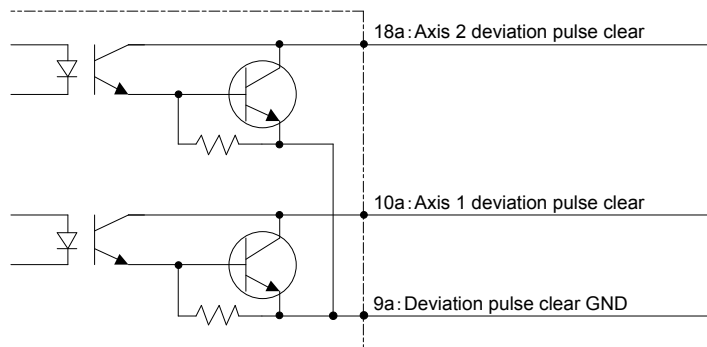 18a:Axis 2 deviation pulse clear
10a:Axis 1 deviation pulse clear
9a:Deviation pulse clear GND